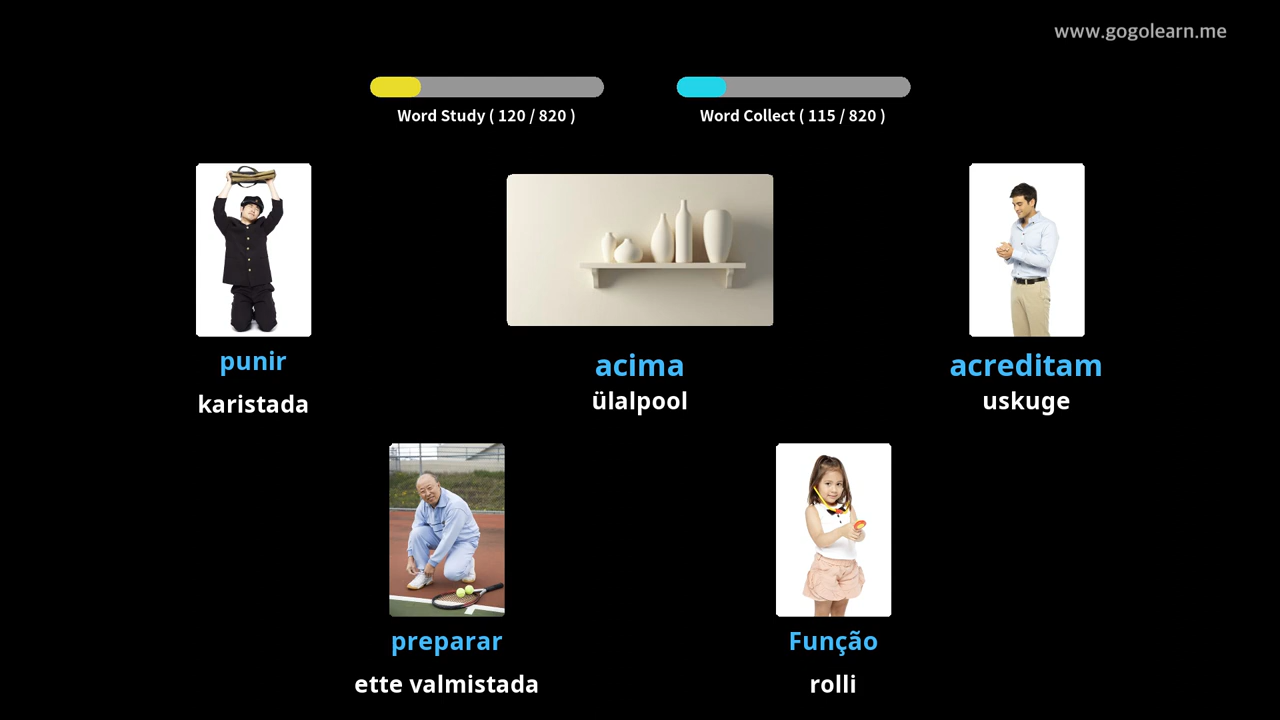 www.gogolearn.me
Word Study ( 120 / 820 )
Word Collect ( 115 / 820 )
punir
karistada
acima
ülalpool
acreditam
uskuge
preparar
ette valmistada
Função
rolli